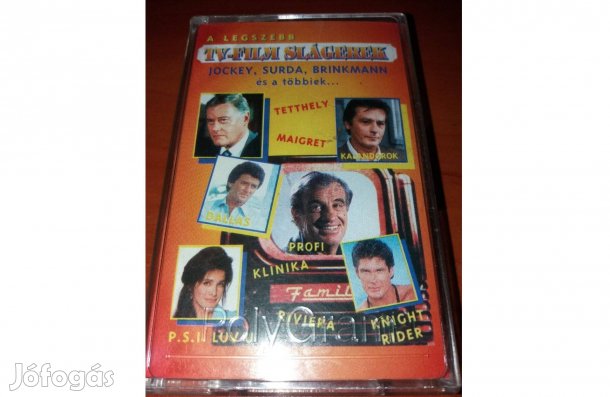 A LEGSZEBB
TV-FILM SLÁGEREK
JOCKEY, SURDA, BRINKMANN
és a többiek...
TETTHELY
MAIGRET
KALANDOROK
DALLAS
PROFI
KLINIKA
Famil
RIVIERA
PolyGram
P.S.I. LUV U
KNIGHT
RIDER
Jófogás